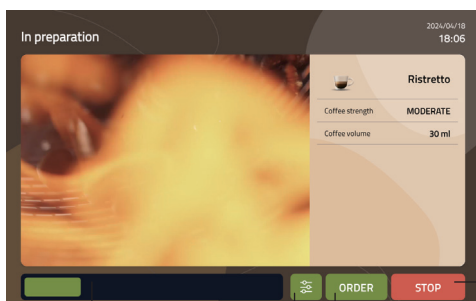 2024/04/18
In preparation
18:06
Ristretto
Coffee strength MODERATE
Coffee volume 30 ml
ORDER
STOP